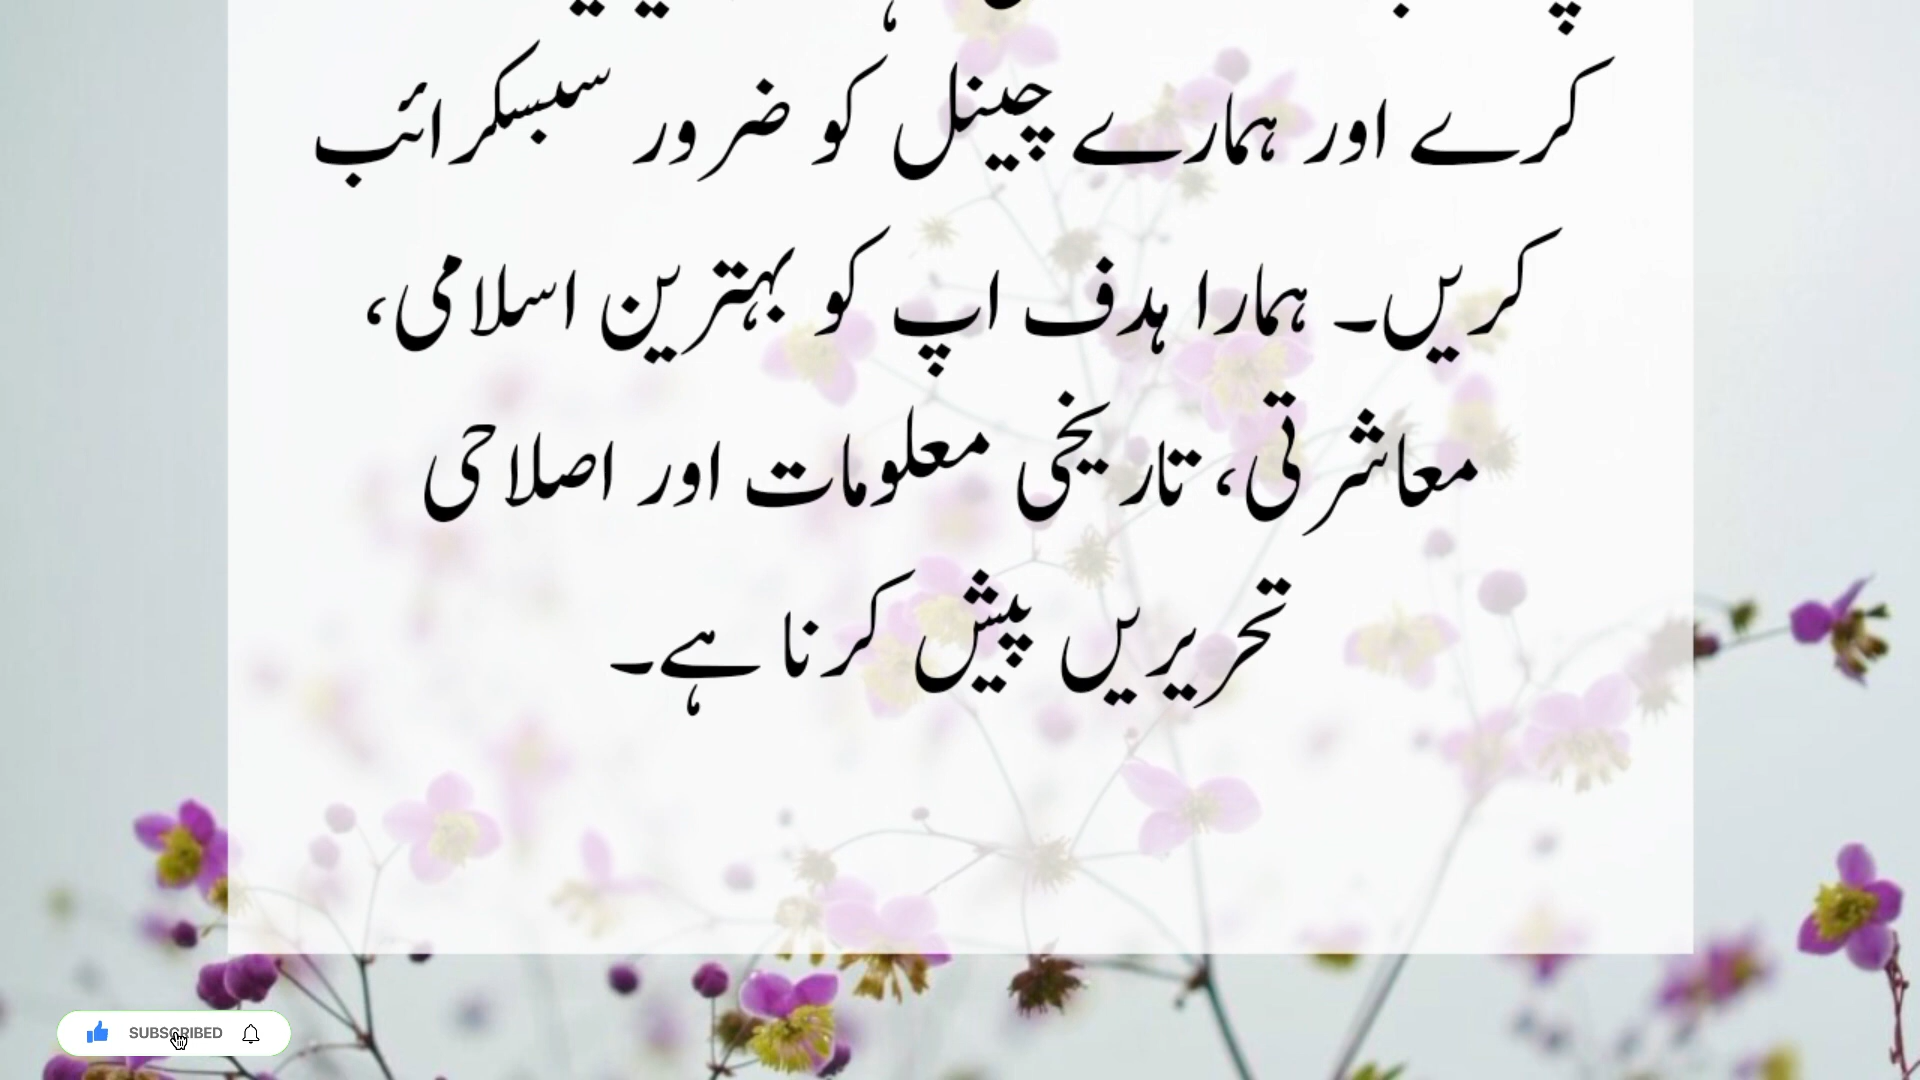 کرے اور ہمارے چینل کو ضرور سبسکرائب
کریں۔ ہمارا ہدف اپ کو بہترین اسلامی،
معاشرتی، تاریخی معلومات اور اصلاحی
تحریریں پیش کرنا ہے۔
SUBSCRIBED